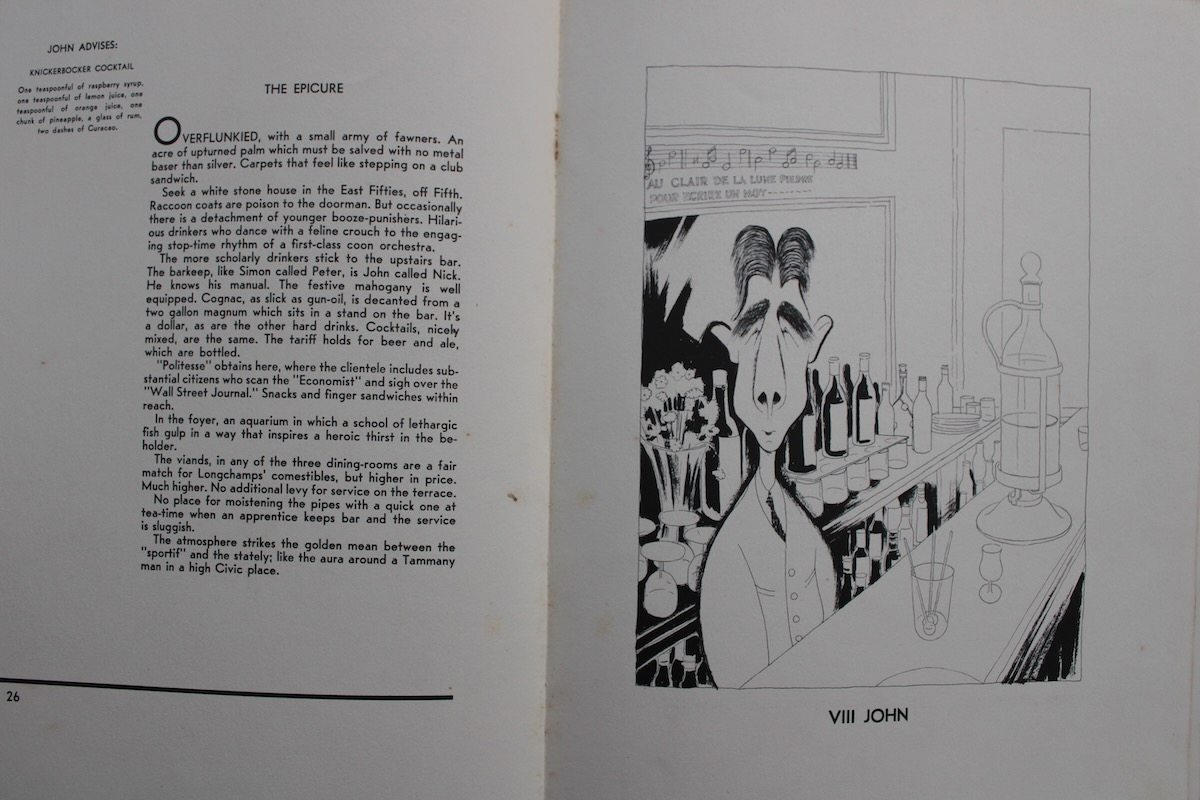 JOHN ADVISES:
KNICKERBOCKER COCKTAIL
One teaspoonful of raspberry syrup,
one teaspoonful of lemon juice, one
teaspoonful of orange juice, one
chunk of pineapple, a glass of rum,
two dashes of Curacao.
THE EPICURE
OVERFLUNKIED, with a small army of fawners. An
acre of upturned palm which must be salved with no metal
baser than silver. Carpets that feel like stepping on a club
sandwich.
Seek a white stone house in the East Fifties, off Fifth.
Raccoon coats are poison to the doorman. But occasionally
there is a detachment of younger booze-punishers. Hilari-
ous drinkers who dance with a feline crouch to the engag-
ing stop-time rhythm of a first-class coon orchestra.
The more scholarly drinkers stick to the upstairs bar.
The barkeep, like Simon called Peter, is John called Nick.
He knows his manual. The festive mahogany is well
equipped. Cognac, as slick as gun-oil, is decanted from a
two gallon magnum which sits in a stand on the bar. It's
a dollar, as are the other hard drinks. Cocktails, nicely
mixed, are the same. The tariff holds for beer and ale,
which are bottled.
"Politesse" obtains here, where the clientele includes sub-
stantial citizens who scan the "Economist" and sigh over the
"Wall Street Journal." Snacks and finger sandwiches within
reach.
In the foyer, an aquarium in which a school of lethargic
fish gulp in a way that inspires a heroic thirst in the be-
holder.
The viands, in any of the three dining-rooms are a fair
match for Longchamps' comestibles, but higher in price.
Much higher. No additional levy for service on the terrace.
No place for moistening the pipes with a quick one at
tea-time when an apprentice keeps bar and the service
is sluggish.
The atmosphere strikes the golden mean between the
"sportif" and the stately; like the aura around a Tammany
man in a high Civic place.
26
AU CLAIR DE LA LUNE PIERRE
POUR ECRIRE UN MOT-------
VIII JOHN